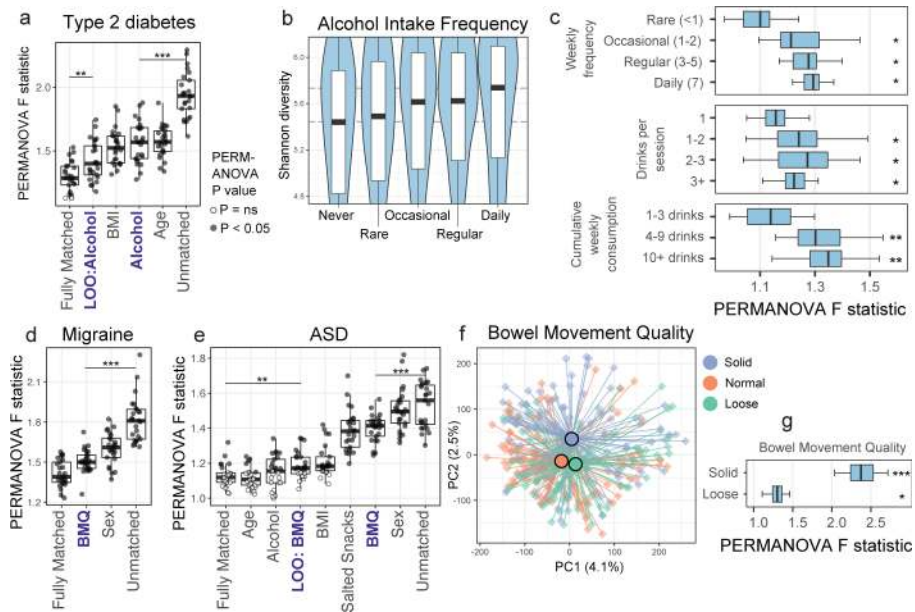 a
Type 2 diabetes
PERMANOVA F statistic
2.0
1.5
1.0
**
***
Fully Matched
LOO:Alcohol
BMI
Alcohol
Age
Unmatched
PERM-
ANOVA
P value
P = ns
P < 0.05
b
Alcohol Intake Frequency
Shannon diversity
6.0
5.6
4.6
Never
Rare
Occasional
Regular
Daily
c
Weekly
frequency
Rare (<1)
Occasional (1-2)
*
Regular (3-5)
*
Daily (7)
*
Drinks per
session
1
1-2
*
2-3
*
3+
*
Cumulative
weekly
consumption
1-3 drinks
4-9 drinks
**
10+ drinks
**
1.1
1.3
1.5
PERMANOVA F statistic
d
Migraine
PERMANOVA F statistic
2.1
1.8
1.5
1.2
***
Fully Matched
BMQ
Sex
Unmatched
e
ASD
1.8
1.6
1.4
1.2
1.0
**
***
Fully Matched
Age
Alcohol
LOO: BMQ
BMI
Salted Snacks
BMQ
Sex
Unmatched
f
Bowel Movement Quality
PC2 (2.5%)
200
100
0
-100
-200
-100
0
100
200
PC1 (4.1%)
Solid
Normal
Loose
g
Bowel Movement Quality
Solid
***
Loose
*
1.0
1.5
2.0
2.5
PERMANOVA F statistic